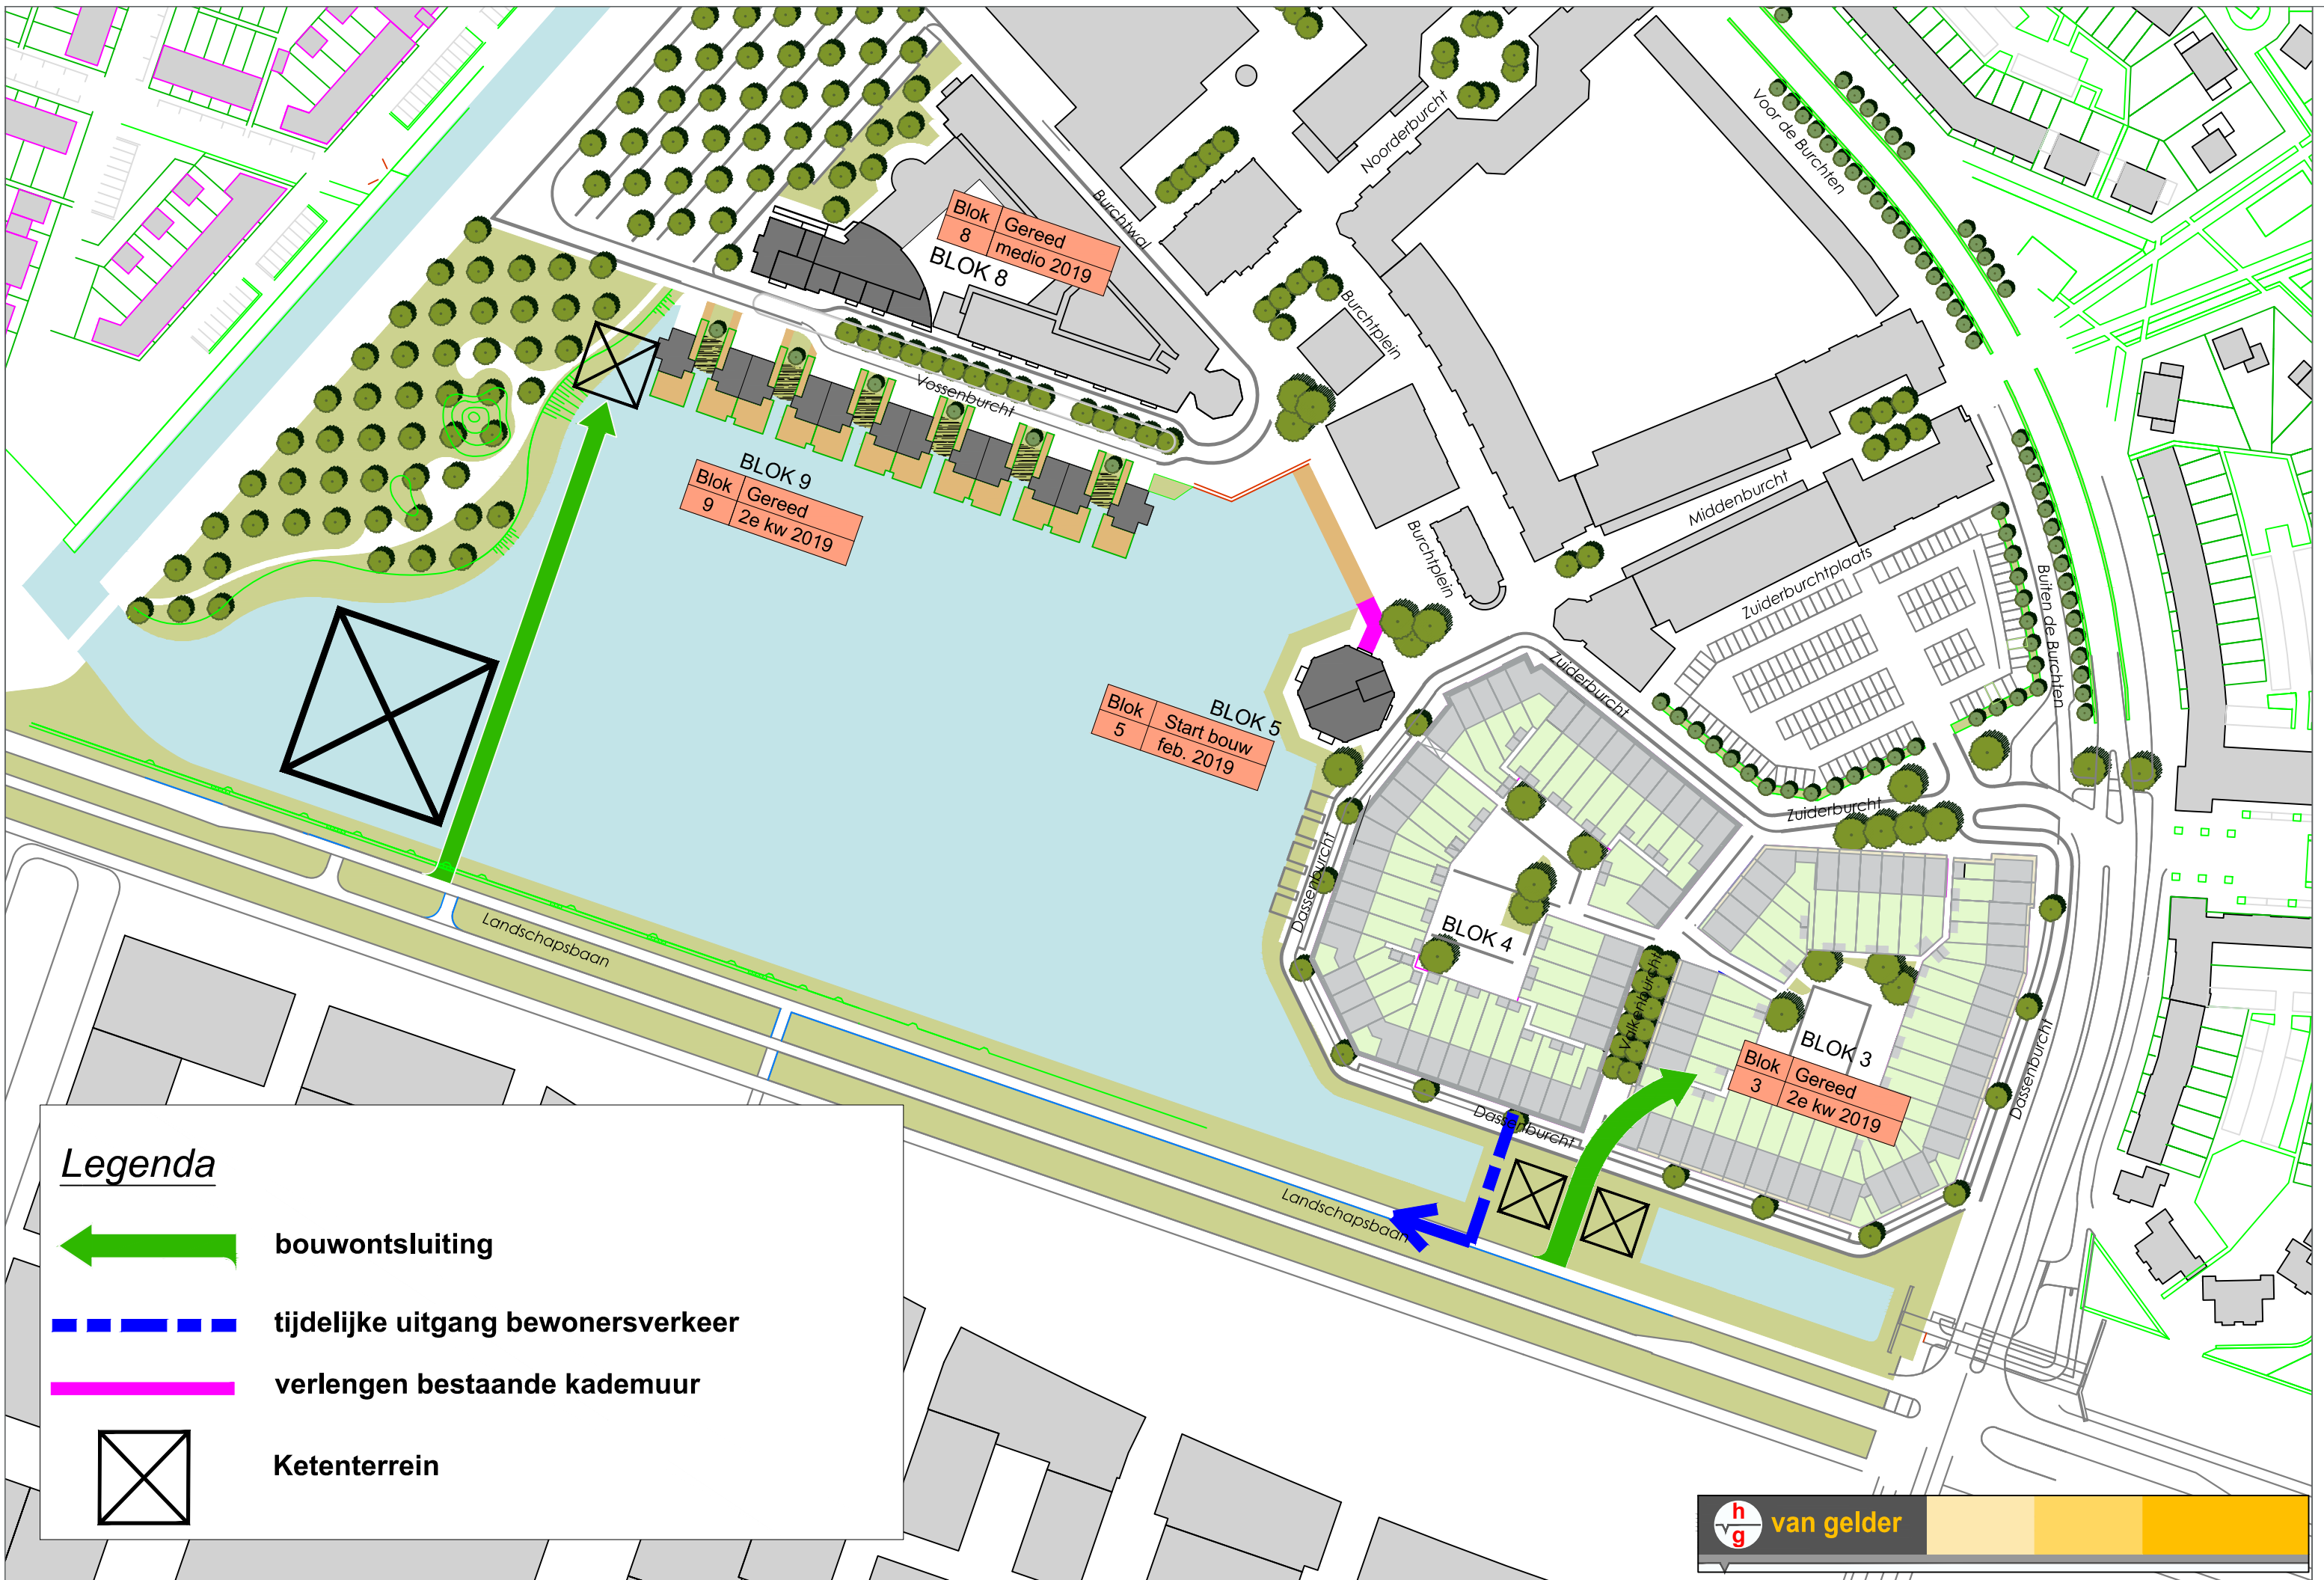 Noorderburcht
Voor de Burchten
Burchtwal
Blok Gereed
8 medio 2019
BLOK 8
Burchtplein
Vossenburcht
BLOK 9
Blok Gereed
9 2e kw 2019
Middenburcht
Burchtplein
Zuiderburchtplaats
Buiten de Burchten
Zuiderburcht
BLOK 5
Blok Start bouw
5 feb. 2019
Zuiderburcht
Dassenburcht
BLOK 4
Landschapsbaan
Valkenburcht
BLOK 3
Blok Gereed
3 2e kw 2019
Dassenburcht
Dassenburcht
Landschapsbaan
Legenda
bouwontsluiting
tijdelijke uitgang bewonersverkeer
verlengen bestaande kademuur
Ketenterrein
h
g
van gelder